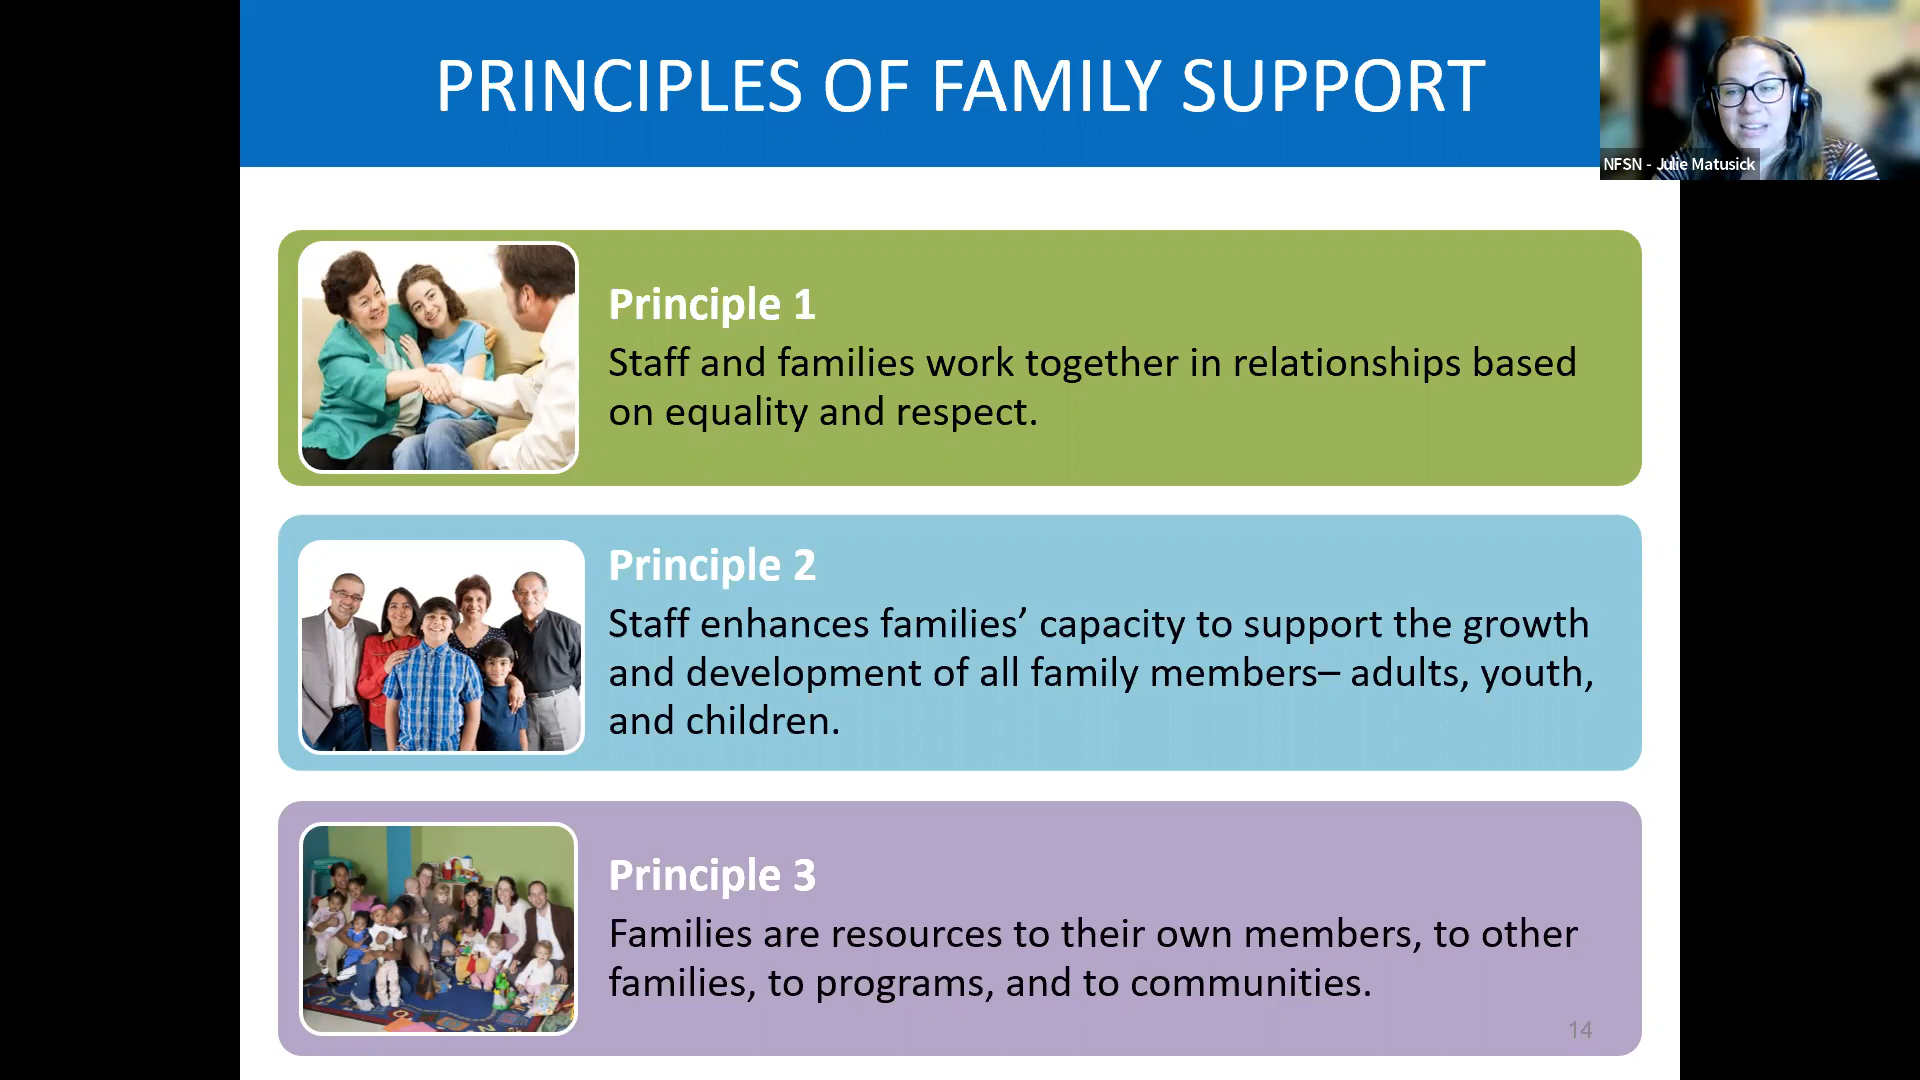 PRINCIPLES OF FAMILY SUPPORT
NFSN - Julie Matusick
Principle 1
Staff and families work together in relationships based
on equality and respect.
Principle 2
Staff enhances families’ capacity to support the growth
and development of all family members– adults, youth,
and children.
Principle 3
Families are resources to their own members, to other
families, to programs, and to communities.
14